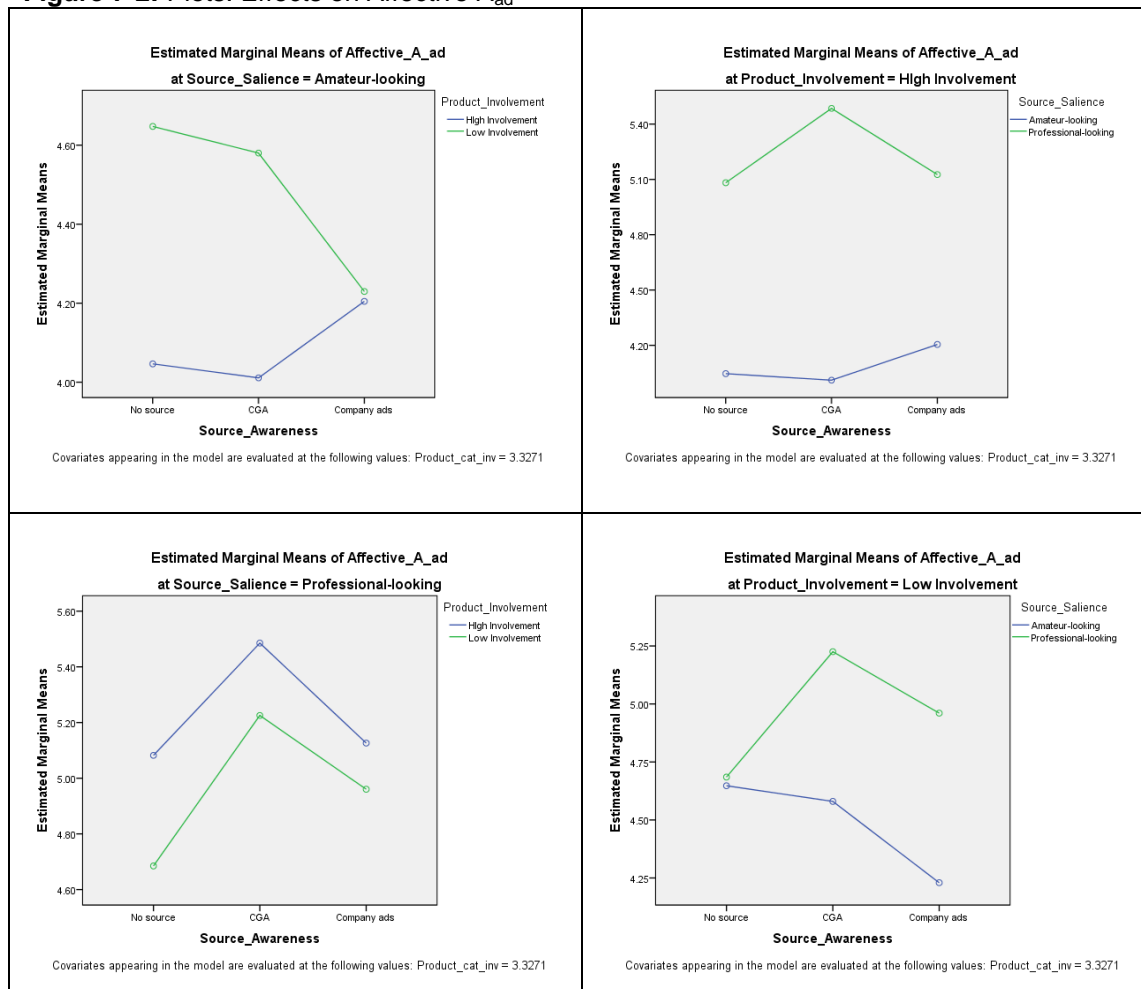 Figure 7-2: Plots: Effects on Affective Aad
Estimated Marginal Means of Affective_A_ad
at Source_Salience = Amateur-looking
Product_Involvement
HIgh Involvement
Low Involvement
Estimated Marginal Means
4.60
4.40
4.20
4.00
No source CGA Company ads
Source_Awareness
Covariates appearing in the model are evaluated at the following values: Product_cat_inv = 3.3271
Estimated Marginal Means of Affective_A_ad
at Product_Involvement = HIgh Involvement
Source_Salience
Amateur-looking
Professional-looking
Estimated Marginal Means
5.40
5.10
4.80
4.50
4.20
No source CGA Company ads
Source_Awareness
Covariates appearing in the model are evaluated at the following values: Product_cat_inv = 3.3271
Estimated Marginal Means of Affective_A_ad
at Source_Salience = Professional-looking
Product_Involvement
HIgh Involvement
Low Involvement
Estimated Marginal Means
5.60
5.40
5.20
5.00
4.80
4.60
No source CGA Company ads
Source_Awareness
Covariates appearing in the model are evaluated at the following values: Product_cat_inv = 3.3271
Estimated Marginal Means of Affective_A_ad
at Product_Involvement = Low Involvement
Source_Salience
Amateur-looking
Professional-looking
Estimated Marginal Means
5.25
5.00
4.75
4.50
4.25
No source CGA Company ads
Source_Awareness
Covariates appearing in the model are evaluated at the following values: Product_cat_inv = 3.3271